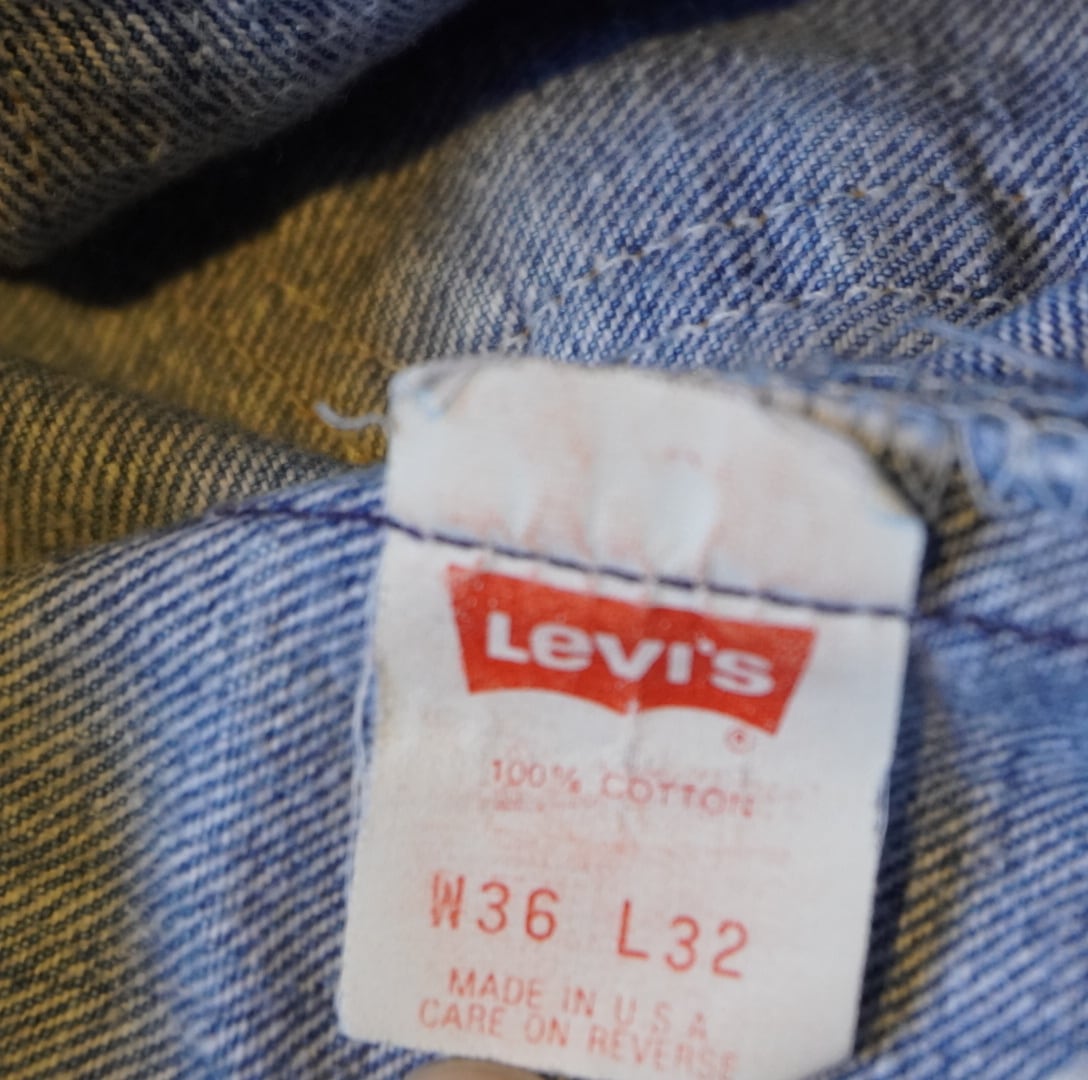 Levi's
®
100% COTTON
W36 L32
MADE IN U.S.A
CARE ON REVERSE